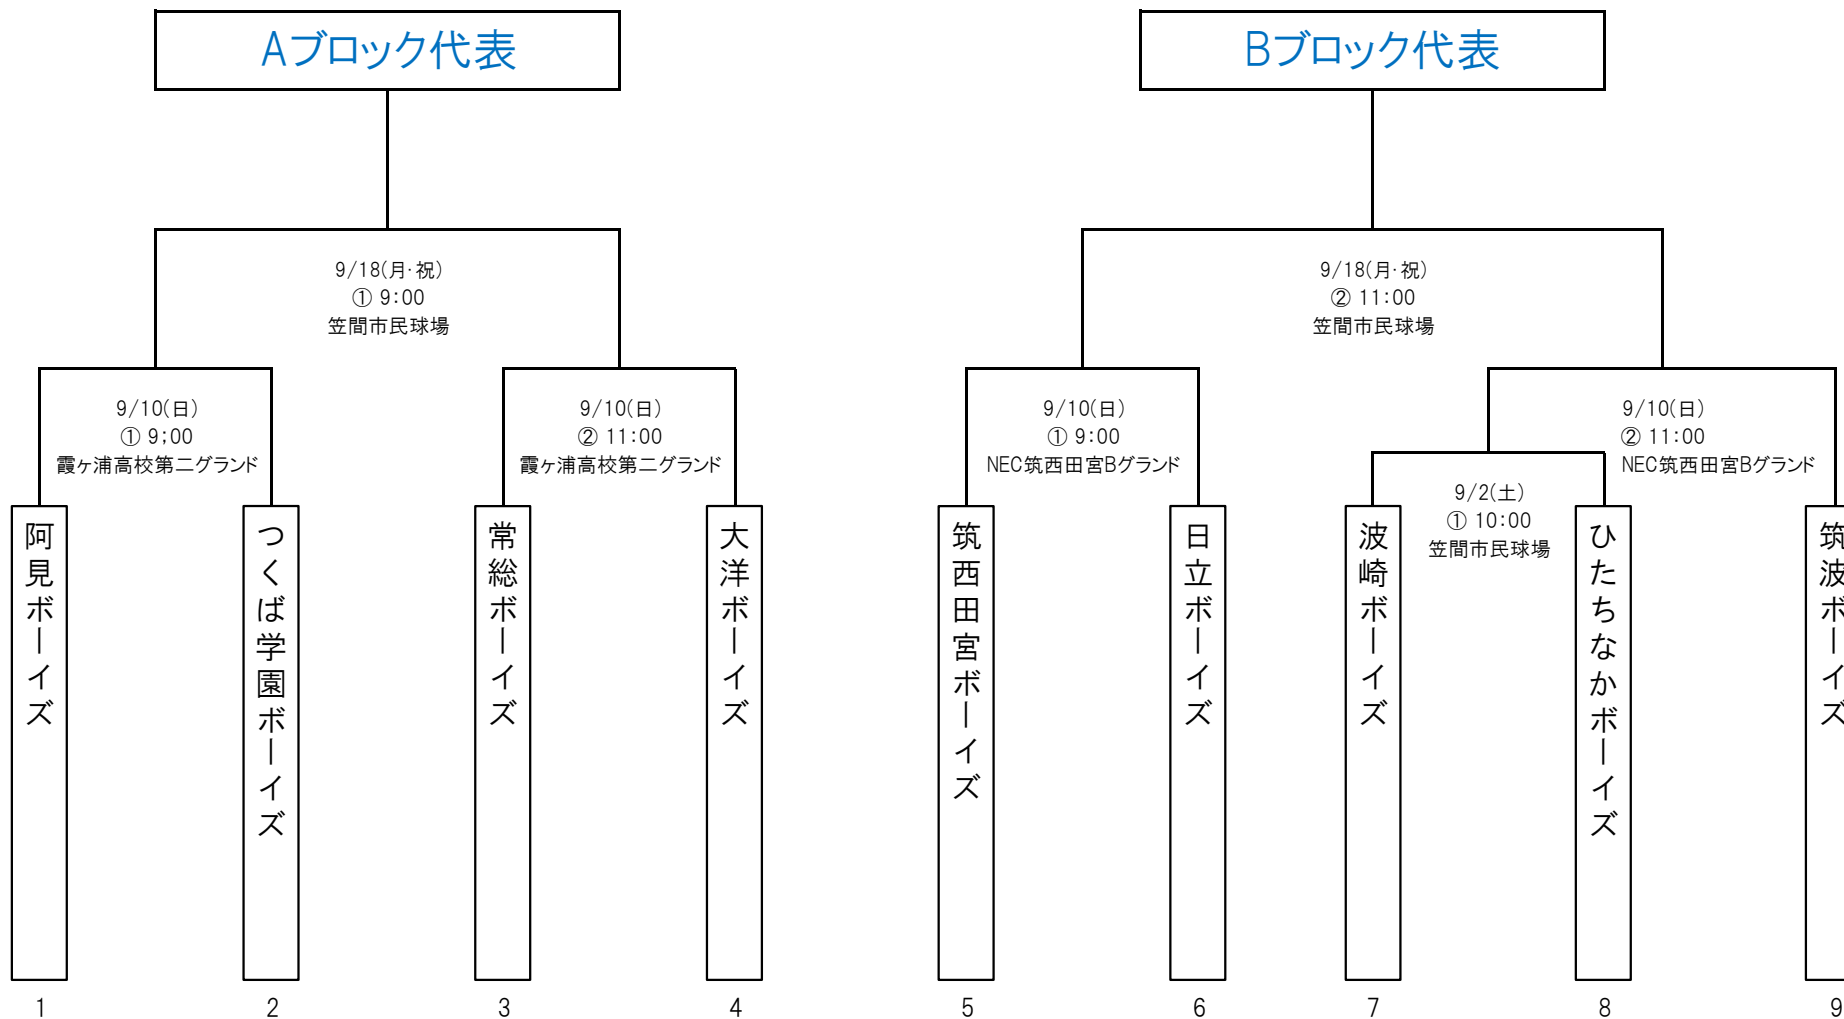 Aブロック代表
Bブロック代表
9/18(月・祝)
① 9:00
笠間市民球場
9/18(月・祝)
② 11:00
笠間市民球場
9/10(日)
① 9;00
霞ヶ浦高校第二グランド
9/10(日)
② 11:00
霞ヶ浦高校第二グランド
9/10(日)
① 9:00
NEC筑西田宮Bグランド
9/10(日)
② 11:00
NEC筑西田宮Bグランド
9/2(土)
① 10:00
笠間市民球場
阿見ボーイズ
つくば学園ボーイズ
常総ボーイズ
大洋ボーイズ
筑西田宮ボーイズ
日立ボーイズ
波崎ボーイズ
ひたちなかボーイズ
筑波ボーイズ
1
2
3
4
5
6
7
8
9